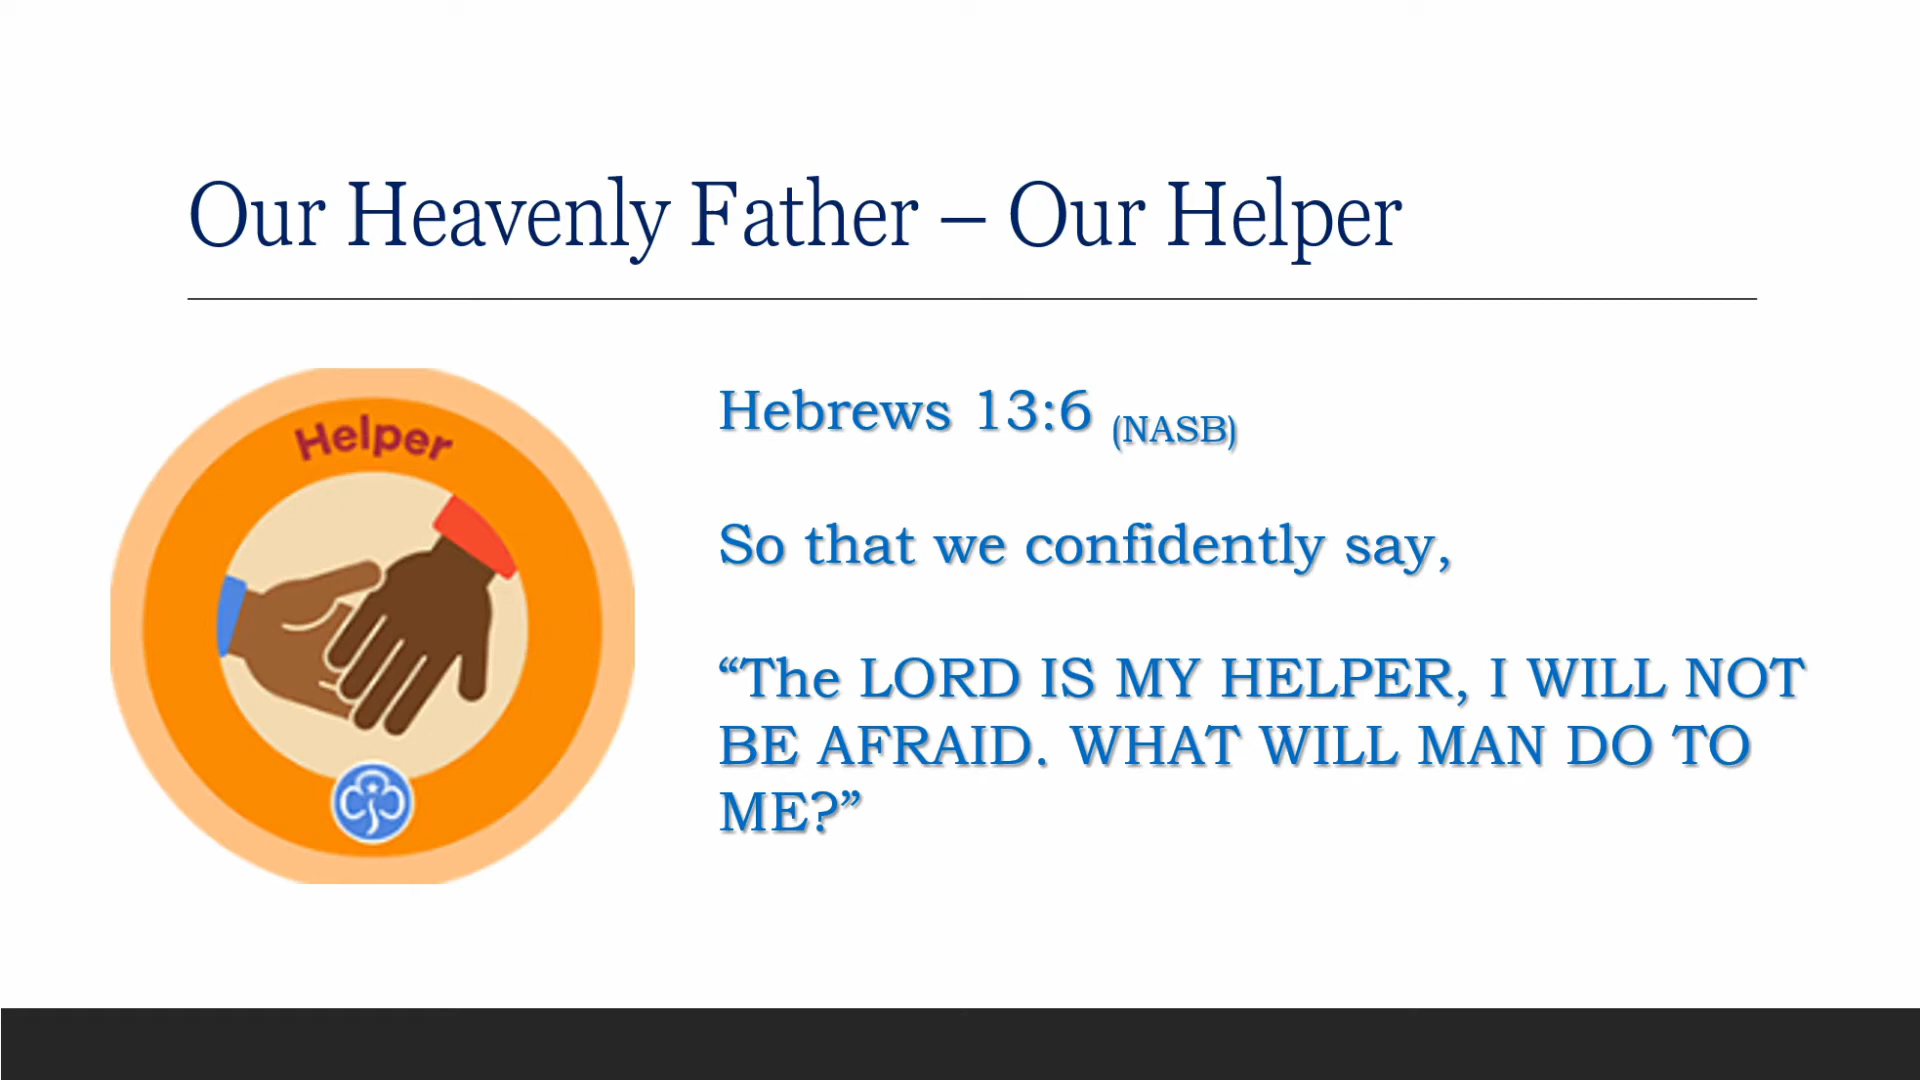 Our Heavenly Father – Our Helper
Helper
Hebrews 13:6 (NASB)
So that we confidently say,
“The LORD IS MY HELPER, I WILL NOT
BE AFRAID. WHAT WILL MAN DO TO
ME?”